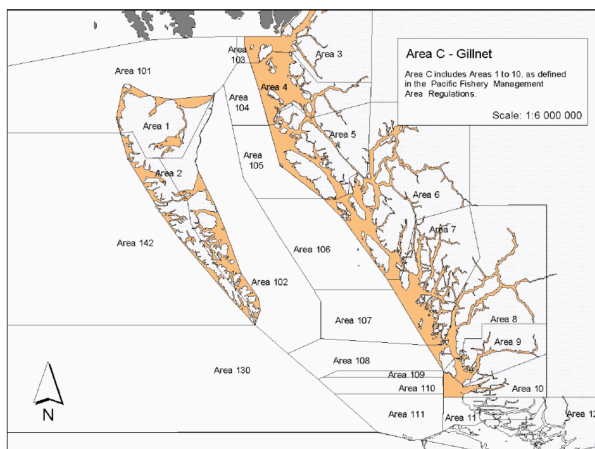 Area C - Gillnet
Area C includes Areas 1 to 10, as defined
in the Pacific Fishery Management
Area Regulations.
Scale: 1:6 000 000
Area 103
Area 3
Area 101
Area 4
Area 104
Area 1
Area 5
Area 105
Area 2
Area 6
Area 7
Area 142
Area 106
Area 102
Area 107
Area 8
Area 9
Area 108
Area 130
Area 109
Area 110
Area 10
Area 111
Area 11
Area 12
N